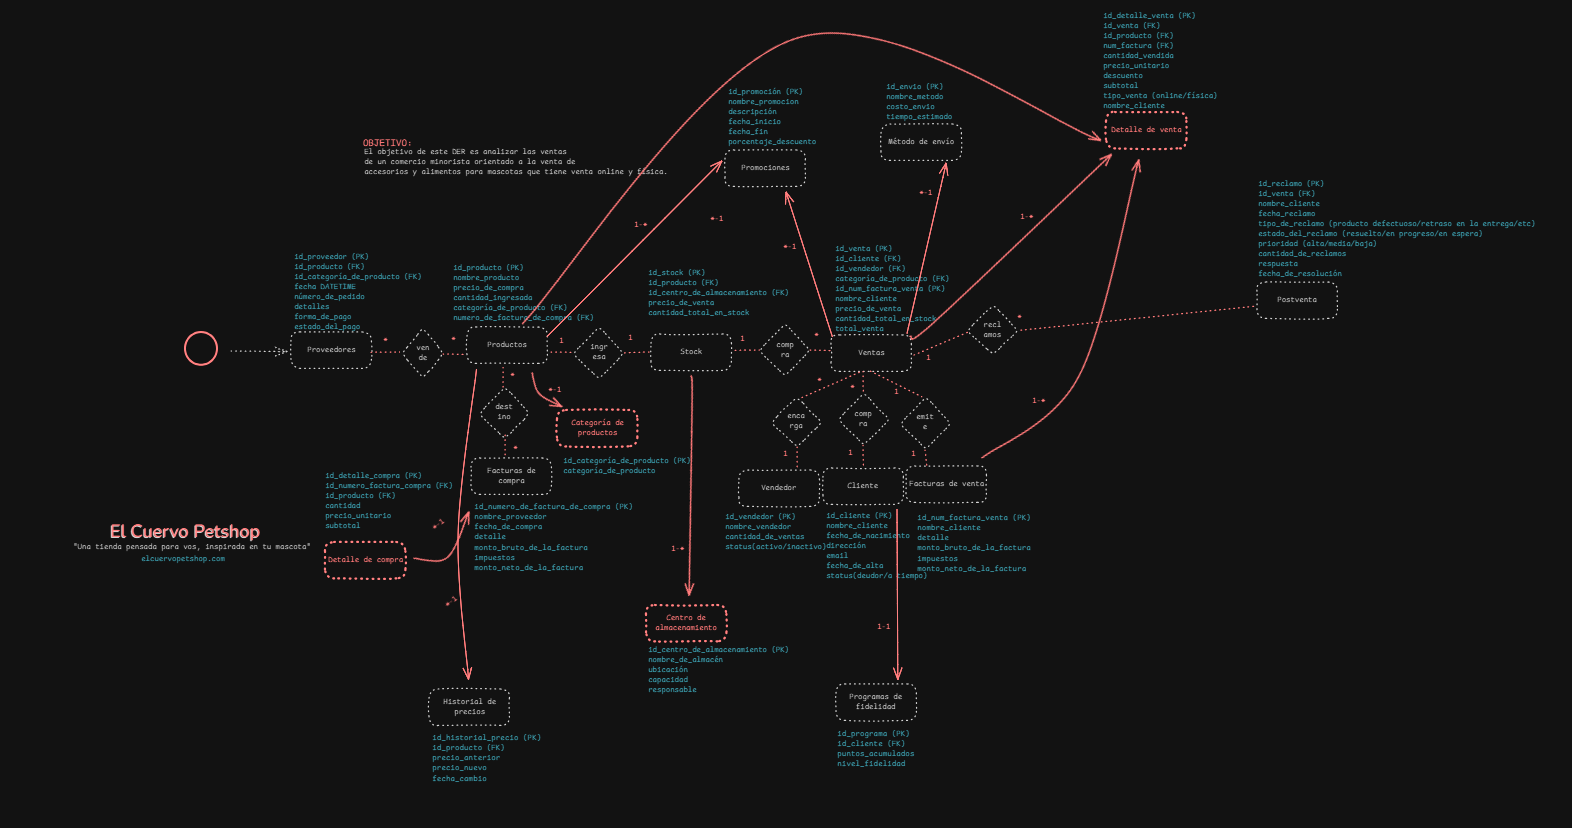 id_detalle_venta (PK)
id_venta (FK)
id_producto (FK)
num_factura (FK)
cantidad_vendida
precio_unitario
descuento
subtotal
tipo_venta (online/física)
nombre_cliente
Detalle de venta
id_promoción (PK)
nombre_promocion
descripción
fecha_inicio
fecha_fin
porcentaje_descuento
Promociones
id_envio (PK)
nombre_metodo
costo_envio
tiempo_estimado
Método de envío
OBJETIVO:
El objetivo de este DER es analizar las ventas
de un comercio minorista orientado a la venta de
accesorios y alimentos para mascotas que tiene venta online y física.
id_reclamo (PK)
id_venta (FK)
nombre_cliente
fecha_reclamo
tipo_de_reclamo (producto defectuoso/retraso en la entrega/etc)
estado_del_reclamo (resuelto/en progreso/en espera)
prioridad (alta/media/baja)
cantidad_de_reclamos
respuesta
fecha_de_resolución
Postventa
1-*
*-1
*-1
*-1
1-*
id_proveedor (PK)
id_producto (FK)
id_categoría_de_producto (FK)
fecha DATETIME
número_de_pedido
detalles
forma_de_pago
estado_del_pago
Proveedores
*
ven
de
*
id_producto (PK)
nombre_producto
precio_de_compra
cantidad_ingresada
categoria_de_producto (FK)
numero_de_factura_de_compra (FK)
Productos
1
ingr
esa
1
id_stock (PK)
id_producto (FK)
id_centro_de_almacenamiento (FK)
precio_de_venta
cantidad_total_en_stock
Stock
1
comp
ra
*
id_venta (PK)
id_cliente (FK)
id_vendedor (FK)
categoría_de_producto (FK)
id_num_factura_venta (FK)
nombre_cliente
precio_de_venta
cantidad_total_en_stock
total_venta
Ventas
1
recl
amos
*
*
dest
ino
*
*-1
Categoría de
productos
id_categoría_de_producto (PK)
categoría_de_producto
Facturas de
compra
id_numero_de_factura_de_compra (PK)
nombre_proveedor
fecha_de_compra
detalle
monto_bruto_de_la_factura
impuestos
monto_neto_de_la_factura
*
enca
rga
1
*
comp
ra
1
1
emit
e
1
1-*
Vendedor
id_vendedor (PK)
nombre_vendedor
cantidad_de_ventas
status(activo/inactivo)
Cliente
id_cliente (PK)
nombre_cliente
fecha_de_nacimiento
dirección
email
fecha_de_alta
status(deudor/a tiempo)
Facturas de venta
id_num_factura_venta (PK)
nombre_cliente
detalle
monto_bruto_de_la_factura
impuestos
monto_neto_de_la_factura
id_detalle_compra (PK)
id_numero_factura_compra (FK)
id_producto (FK)
cantidad
precio_unitario
subtotal
Detalle de compra
*-1
*-1
El Cuervo Petshop
"Una tienda pensada para vos, inspirada en tu mascota"
elcuervopetshop.com
1-*
Centro de
almacenamiento
id_centro_de_almacenamiento (PK)
nombre_de_almacén
ubicación
capacidad
responsable
1-1
Programas de
fidelidad
id_programa (PK)
id_cliente (FK)
puntos_acumulados
nivel_fidelidad
Historial de
precios
id_historial_precio (PK)
id_producto (FK)
precio_anterior
precio_nuevo
fecha_cambio